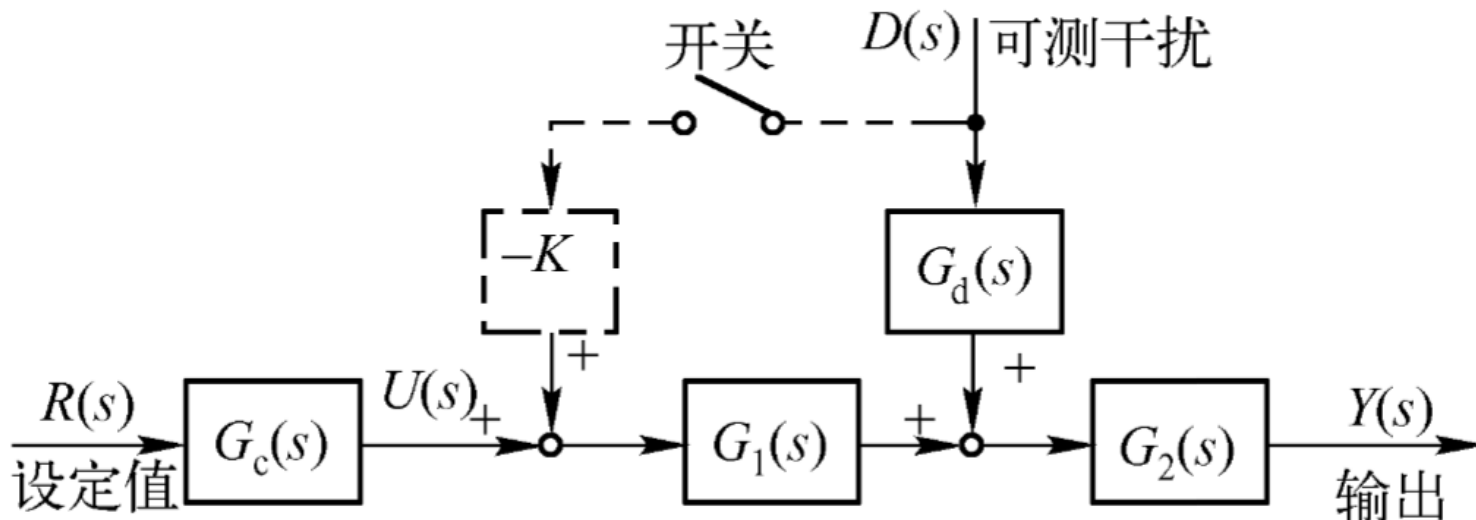 开关
D(s)
可测干扰
–K
G_d(s)
+
+
R(s)
设定值
G_c(s)
U(s)
+
G_1(s)
+
G_2(s)
Y(s)
输出